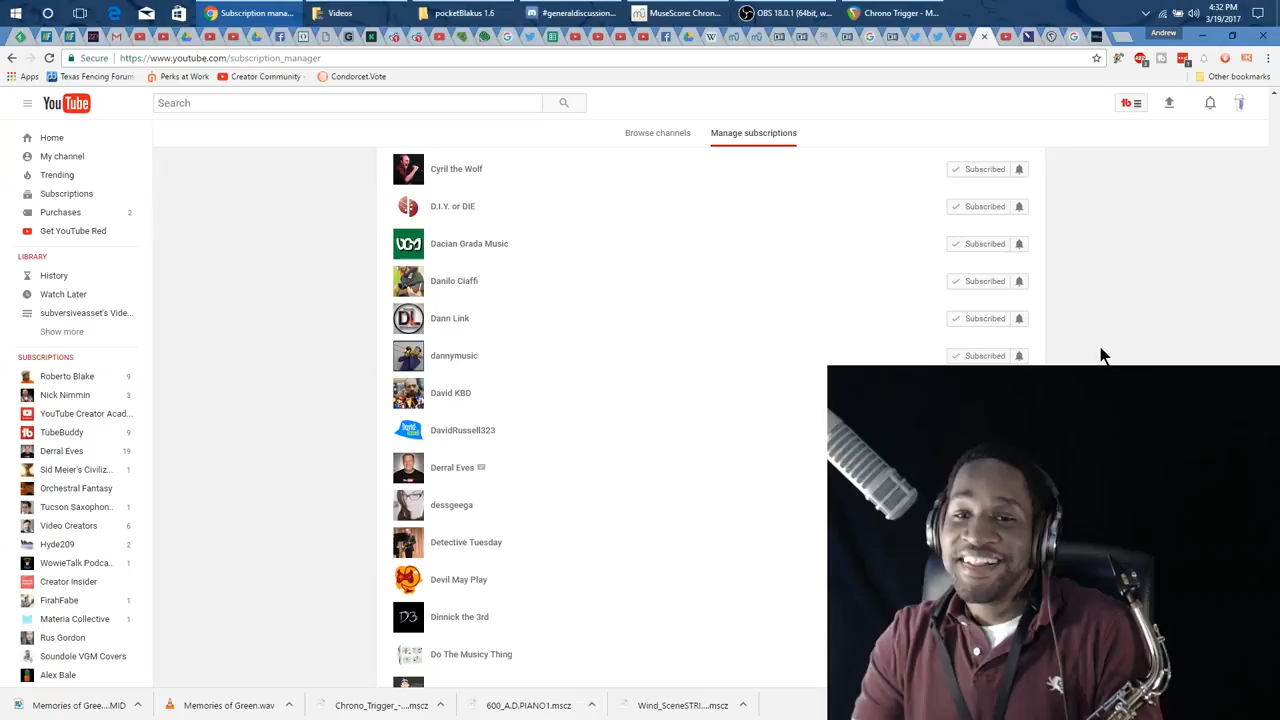 Start menu
Subscription ma...
Videos
pocketBlakus 1.6
#generaldiscussion...
MuseScore: Chron...
OBS 18.0.1 (64bit, w...
Chrono Trigger - M...
4:32 PM
3/19/2017
Andrew
Secure
https://www.youtube.com/subscription_manager
Apps
Texas Fencing Forum
Perks at Work
Creator Community ·
Condorcet.Vote
Other bookmarks
YouTube
Search
Browse channels
Manage subscriptions
Home
My channel
Trending
Subscriptions
Purchases 2
Get YouTube Red
LIBRARY
History
Watch Later
subversiveasset's Vide...
Show more
SUBSCRIPTIONS
Roberto Blake 9
Nick Nimmin 3
YouTube Creator Acad...
TubeBuddy 9
Derral Eves 19
Sid Meier's Civiliz... 1
Orchestral Fantasy
Tucson Saxophon.. 1
Video Creators 6
Hyde209 2
WowieTalk Podca.. 1
Creator Insider
FirahFabe 1
Materia Collective 1
Rus Gordon
Soundole VGM Covers
Alex Bale
Cyril the Wolf Subscribed
D.I.Y. or DIE Subscribed
Dacian Grada Music Subscribed
Danilo Ciaffi Subscribed
Dann Link Subscribed
dannymusic Subscribed
David KBD
DavidRussell323
Derral Eves
dessgeega
Detective Tuesday
Devil May Play
Dinnick the 3rd
Do The Musicy Thing
Memories of Gree....MID
Memories of Green.wav
Chrono_Trigger_-....mscz
600_A.D.PIANO1.mscz
Wind_SceneSTRI....mscz